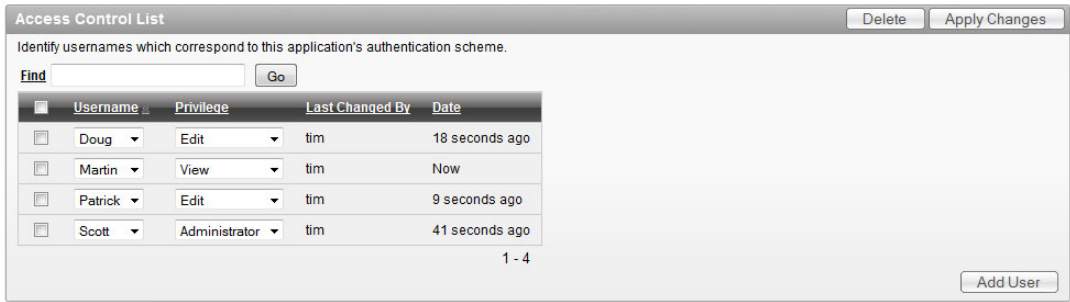 Access Control List Delete Apply Changes
Identify usernames which correspond to this application's authentication scheme.
Find Go
Username Privilege Last Changed By Date
Doug Edit tim 18 seconds ago
Martin View tim Now
Patrick Edit tim 9 seconds ago
Scott Administrator tim 41 seconds ago
1 - 4
Add User